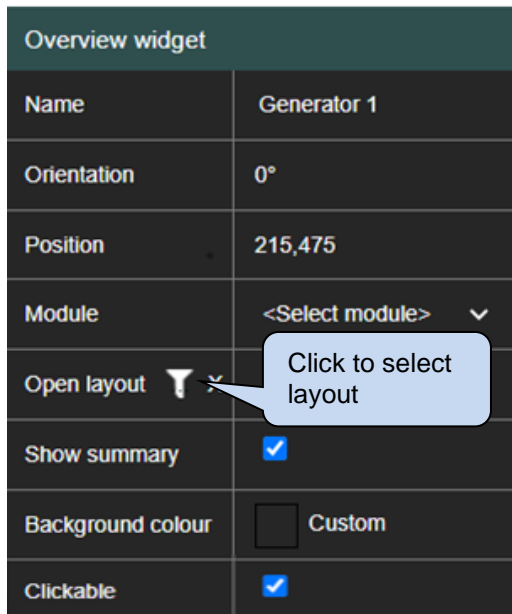 Overview widget
Name Generator 1
Orientation 0°
Position 215,475
Module <Select module>
Open layout
Click to select
layout
Show summary
Background colour Custom
Clickable